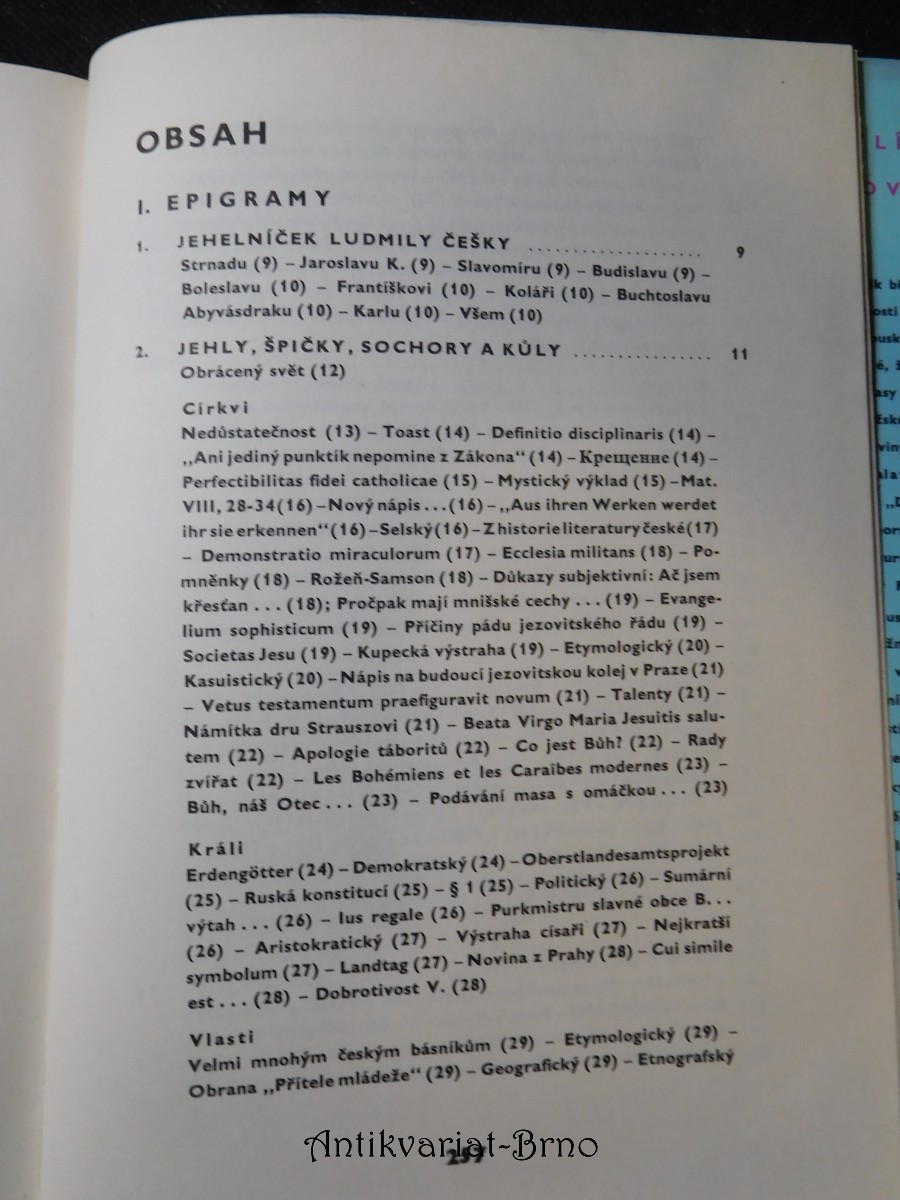 OBSAH
I. EPIGRAMY
1. JEHELNÍČEK LUDMILY ČEŠKY .................... 9
Strnadu (9) – Jaroslavu K. (9) – Slavomíru (9) – Budislavu (9) –
Boleslavu (10) – Františkovi (10) – Koláři (10) – Buchtoslavu
Abyvásdraku (10) – Karlu (10) – Všem (10)
2. JEHLY, ŠPIČKY, SOCHORY A KŮLY ................ 11
Obrácený svět (12)
Církvi
Nedůstatečnost (13) – Toast (14) – Definitio disciplinaris (14) –
„Ani jediný punktík nepomine z Zákona“ (14) – Крещение (14) –
Perfectibilitas fidei catholicae (15) – Mystický výklad (15) – Mat.
VIII, 28-34 (16) – Nový nápis ... (16) – „Aus ihren Werken werdet
ihr sie erkennen“ (16) – Selský (16) – Z historie literatury české (17)
– Demonstratio miraculorum (17) – Ecclesia militans (18) – Po-
mněnky (18) – Rožeň-Samson (18) – Důkazy subjektivní: Ač jsem
křesťan ... (18); Pročpak mají mnišské cechy ... (19) – Evange-
lium sophisticum (19) – Příčiny pádu jezovitského řádu (19) –
Societas Jesu (19) – Kupecká výstraha (19) – Etymologický (20) –
Kasuistický (20) – Nápis na budoucí jezovitskou kolej v Praze (21)
– Vetus testamentum praefiguravit novum (21) – Talenty (21) –
Námítka dru Strauszovi (21) – Beata Virgo Maria Jesuitis salu-
tem (22) – Apologie táboritů (22) – Co jest Bůh? (22) – Rady
zvířat (22) – Les Bohémiens et les Caraïbes modernes (23) –
Bůh, náš Otec ... (23) – Podávání masa s omáčkou ... (23)
Králi
Erdengötter (24) – Demokratský (24) – Oberstlandesamtsprojekt
(25) – Ruská konstitucí (25) – § 1 (25) – Politický (26) – Sumární
výtah ... (26) – Ius regale (26) – Purkmistru slavné obce B...
(26) – Aristokratický (27) – Výstraha císaři (27) – Nejkratší
symbolum (27) – Landtag (27) – Novina z Prahy (28) – Cui simile
est ... (28) – Dobrotivost V. (28)
Vlasti
Velmi mnohým českým básníkům (29) – Etymologický (29) –
Obrana „Přítele mládeže“ (29) – Geografický (29) – Etnografský
Antikvariat-Brno